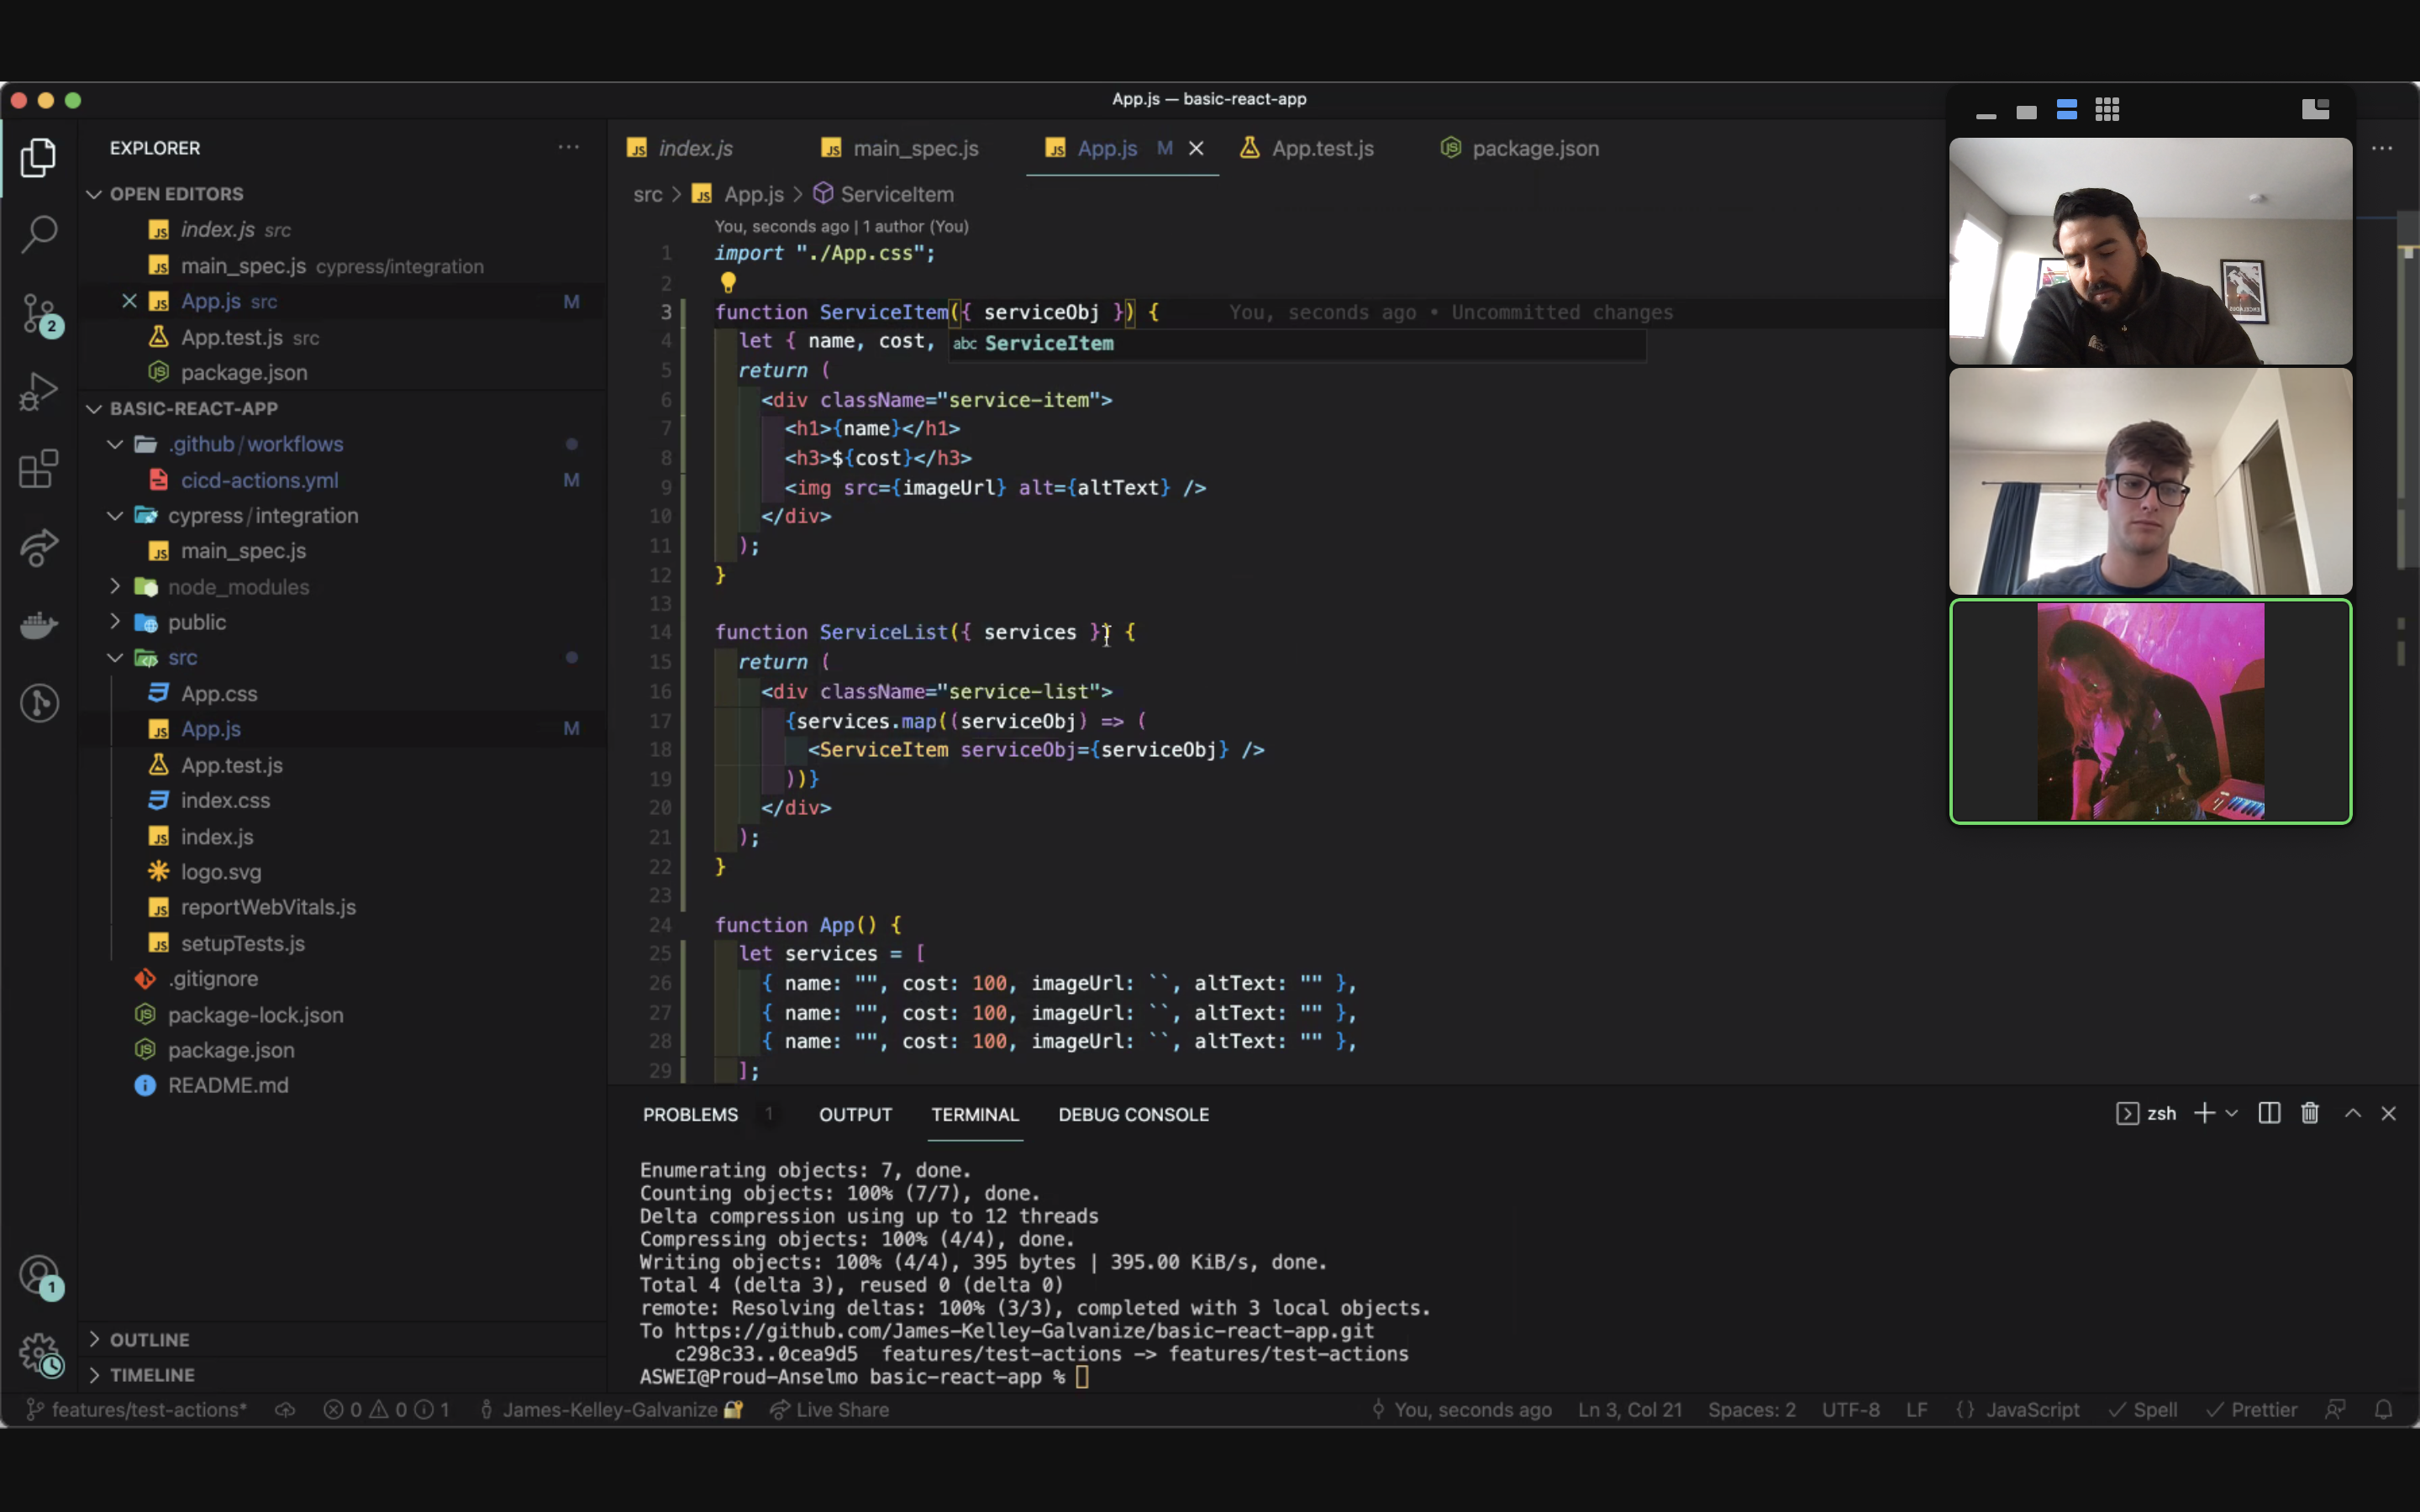 App.js — basic-react-app
EXPLORER
OPEN EDITORS
index.js src
main_spec.js cypress/integration
App.js src M
App.test.js src
package.json
BASIC-REACT-APP
.github/workflows
cicd-actions.yml M
cypress/integration
main_spec.js
node_modules
public
src
App.css
App.js M
App.test.js
index.css
index.js
logo.svg
reportWebVitals.js
setupTests.js
.gitignore
package-lock.json
package.json
README.md
OUTLINE
TIMELINE
2
1
index.js main_spec.js App.js M App.test.js package.json
src > App.js > ServiceItem
You, seconds ago | 1 author (You)
1 import "./App.css";
2
3 function ServiceItem({ serviceObj }) { You, seconds ago • Uncommitted changes
4 let { name, cost, abc ServiceItem
5 return (
6 <div className="service-item">
7 <h1>{name}</h1>
8 <h3>${cost}</h3>
9 <img src={imageUrl} alt={altText} />
10 </div>
11 );
12 }
13
14 function ServiceList({ services }) {
15 return (
16 <div className="service-list">
17 {services.map((serviceObj) => (
18 <ServiceItem serviceObj={serviceObj} />
19 ))}
20 </div>
21 );
22 }
23
24 function App() {
25 let services = [
26 { name: "", cost: 100, imageUrl: ``, altText: "" },
27 { name: "", cost: 100, imageUrl: ``, altText: "" },
28 { name: "", cost: 100, imageUrl: ``, altText: "" },
29 ];
PROBLEMS 1 OUTPUT TERMINAL DEBUG CONSOLE zsh
Enumerating objects: 7, done.
Counting objects: 100% (7/7), done.
Delta compression using up to 12 threads
Compressing objects: 100% (4/4), done.
Writing objects: 100% (4/4), 395 bytes | 395.00 KiB/s, done.
Total 4 (delta 3), reused 0 (delta 0)
remote: Resolving deltas: 100% (3/3), completed with 3 local objects.
To https://github.com/James-Kelley-Galvanize/basic-react-app.git
c298c33..0cea9d5 features/test-actions -> features/test-actions
ASWEI@Proud-Anselmo basic-react-app %
features/test-actions* 0 0 1 James-Kelley-Galvanize Live Share You, seconds ago Ln 3, Col 21 Spaces: 2 UTF-8 LF {} JavaScript Spell Prettier